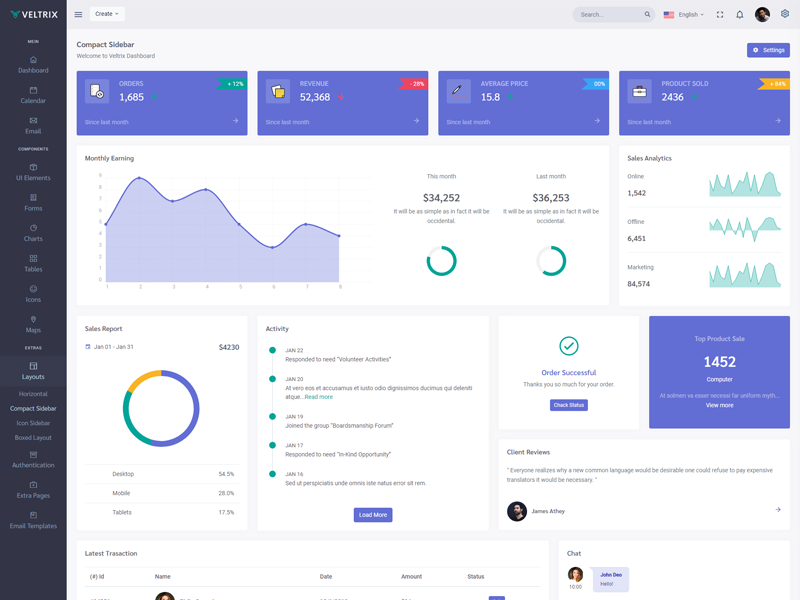 VELTRIX
Create
Search...
English
MEIN
Dashboard
Calendar
Email
COMPONENTS
UI Elements
Forms
Charts
Tables
Icons
Maps
EXTRAS
Layouts
Horizontal
Compact Sidebar
Icon Sidebar
Boxed Layout
Authentication
Extra Pages
Email Templates
Compact Sidebar
Welcome to Veltrix Dashboard
Settings
ORDERS
1,685
+ 12%
Since last month
REVENUE
52,368
- 28%
Since last month
AVERAGE PRICE
15.8
00%
Since last month
PRODUCT SOLD
2436
+ 84%
Since last month
Monthly Earning
9
8
7
6
5
4
3
2
1
0
1 2 3 4 5 6 7 8
This month
$34,252
It will be as simple as in fact it will be
occidental.
Last month
$36,253
It will be as simple as in fact it will be
occidental.
Sales Analytics
Online
1,542
Offline
6,451
Marketing
84,574
Sales Report
Jan 01 - Jan 31
$4230
Desktop 54.5%
Mobile 28.0%
Tablets 17.5%
Activity
JAN 22
Responded to need "Volunteer Activities"
JAN 20
At vero eos et accusamus et iusto odio dignissimos ducimus qui deleniti
atque...Read more
JAN 19
Joined the group "Boardsmanship Forum"
JAN 17
Responded to need "In-Kind Opportunity"
JAN 16
Sed ut perspiciatis unde omnis iste natus error sit rem.
Load More
Order Successful
Thanks you so much for your order.
Chack Status
Top Product Sale
1452
Computer
At solmen va esser necessi far uniform myth...
View more
Client Reviews
" Everyone realizes why a new common language would be desirable one could refuse to pay expensive
translators it would be necessary. "
James Athey
Latest Trasaction
(#) Id Name Date Amount Status
Chat
John Deo
Hello!
10:00